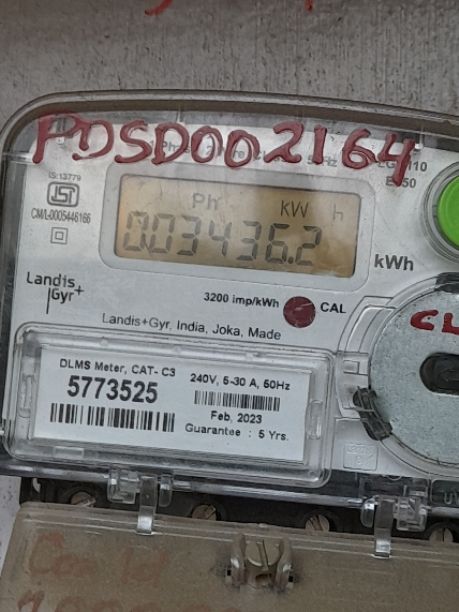 PDSD002164
IS:13779
ISI
CM/L-0005446166
Ph kW h
003436.2
kWh
Landis
Gyr+
3200 imp/kWh
CAL
Landis+Gyr, India, Joka, Made
DLMS Meter, CAT- C3
5773525
240V, 5-30 A, 50Hz
Feb, 2023
Guarantee : 5 Yrs.